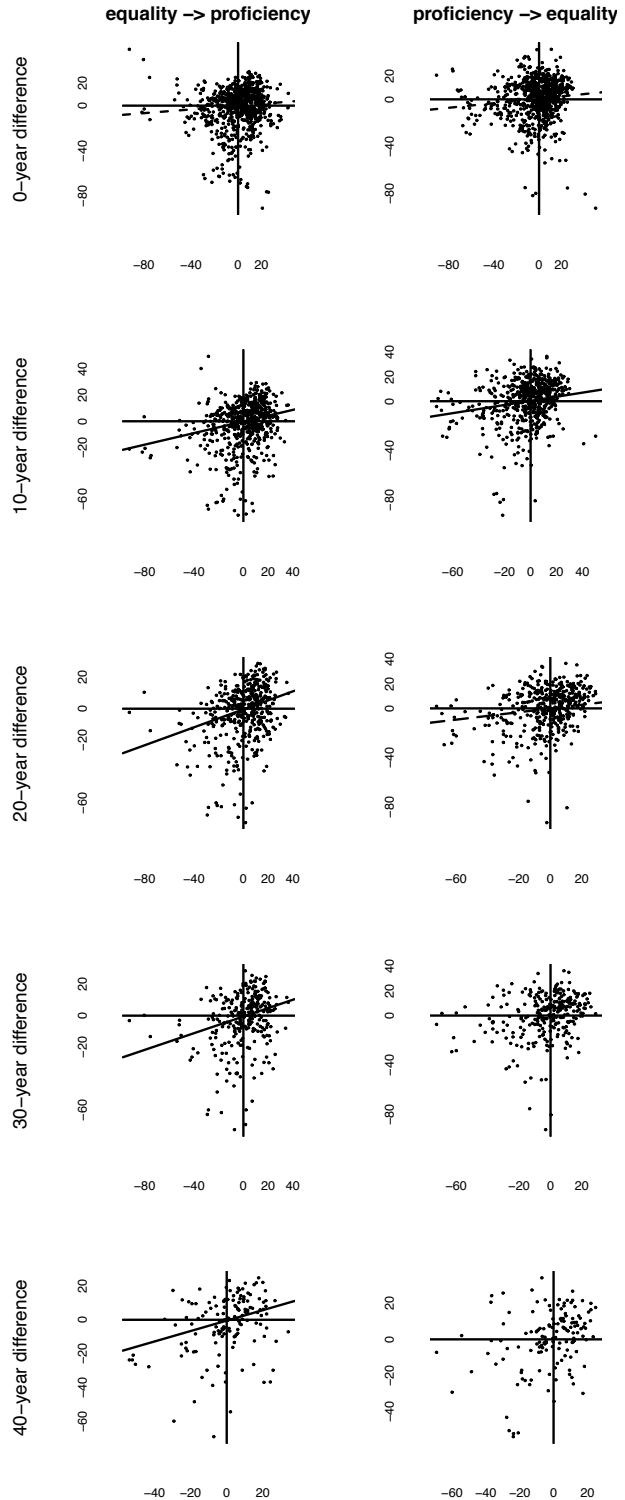 equality −> proficiency proficiency −> equality
0−year difference
20
0
−40
−80
−80 −40 0 20
20
0
−40
−80
−80 −40 0 20
10−year difference
40
20
0
−20
−60
−80 −40 0 20 40
40
20
0
−40
−80
−60 −20 0 20 40
20−year difference
20
0
−20
−60
−80 −40 0 20 40
40
20
0
−40
−80
−60 −20 0 20
30−year difference
20
0
−20
−60
−80 −40 0 20 40
40
20
0
−40
−80
−60 −20 0 20
40−year difference
20
0
−20
−40
−60
−40 −20 0 20
20
0
−20
−40
−60 −40 −20 0 20